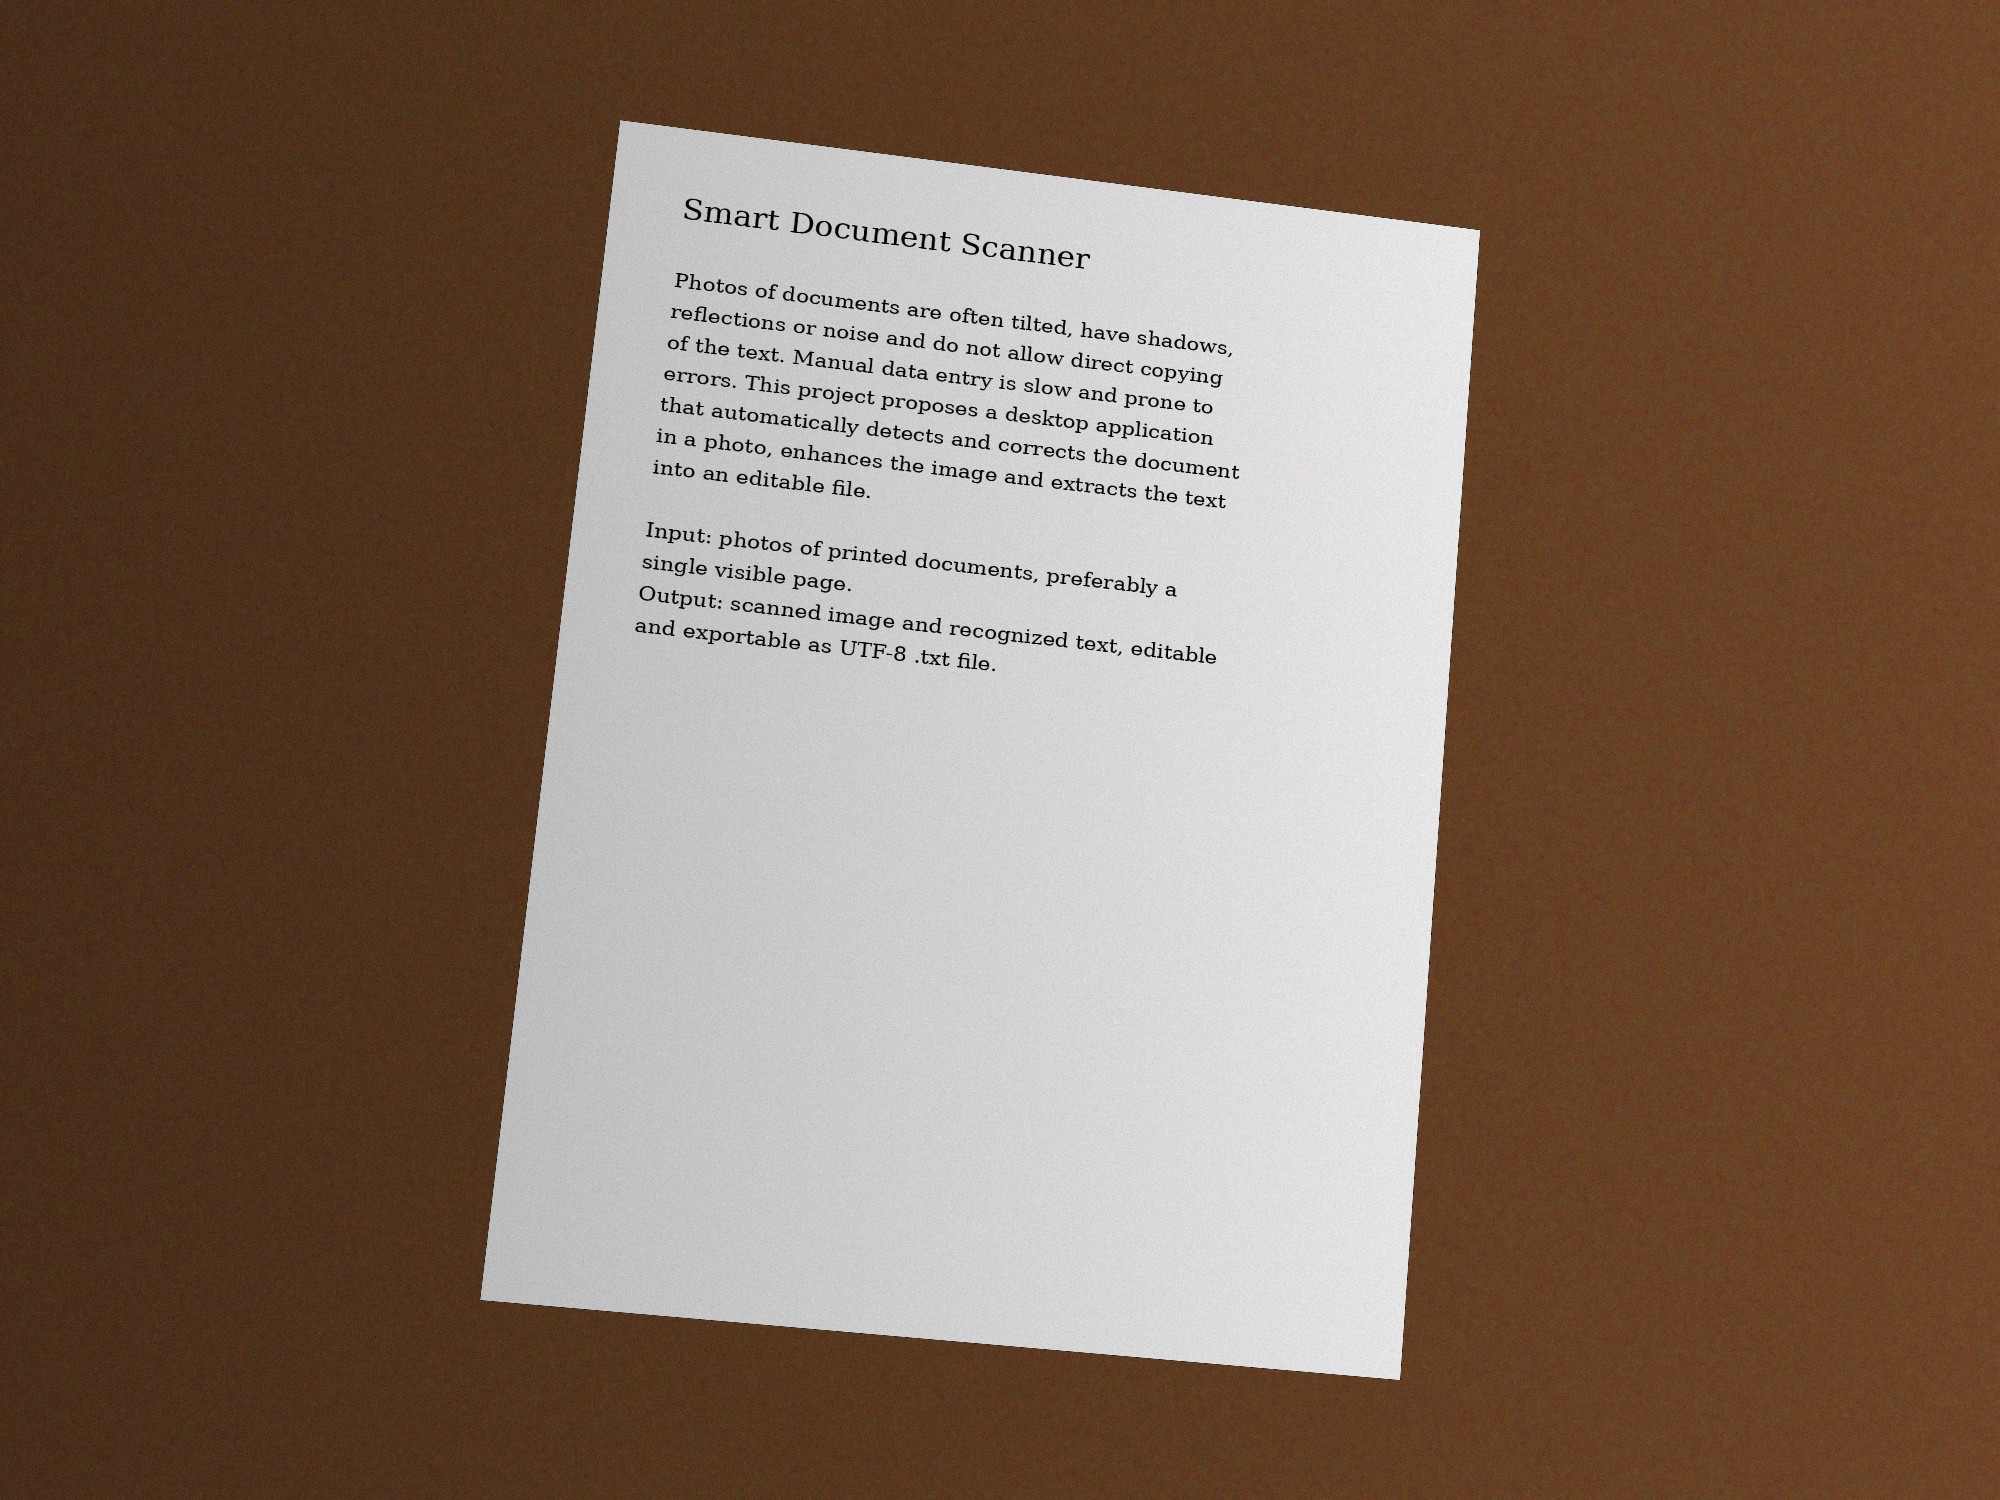 Smart Document Scanner
Photos of documents are often tilted, have shadows,
reflections or noise and do not allow direct copying
of the text. Manual data entry is slow and prone to
errors. This project proposes a desktop application
that automatically detects and corrects the document
in a photo, enhances the image and extracts the text
into an editable file.
Input: photos of printed documents, preferably a
single visible page.
Output: scanned image and recognized text, editable
and exportable as UTF-8 .txt file.